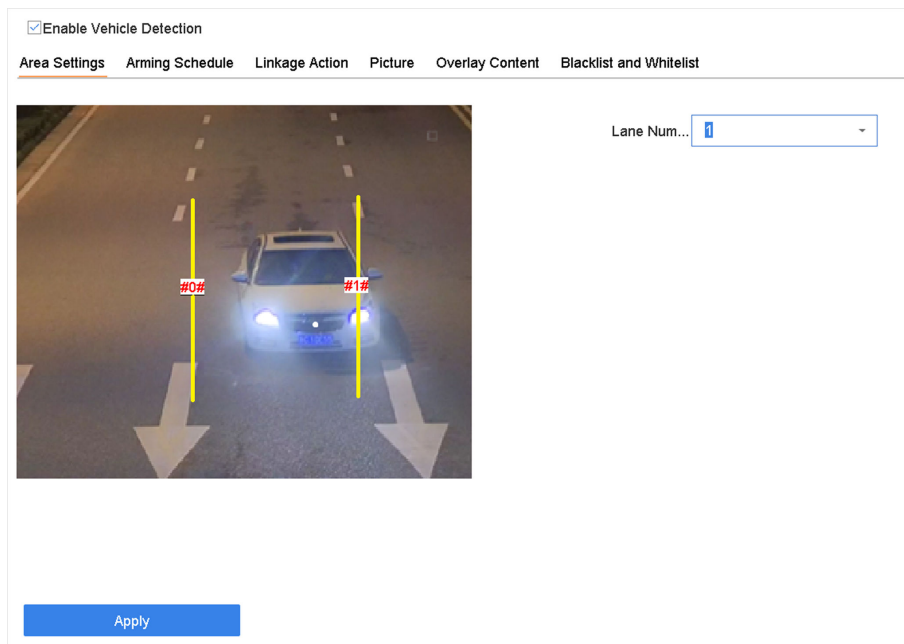 Enable Vehicle Detection
Area Settings Arming Schedule Linkage Action Picture Overlay Content Blacklist and Whitelist
Lane Num... 1
#0# #1#
Apply